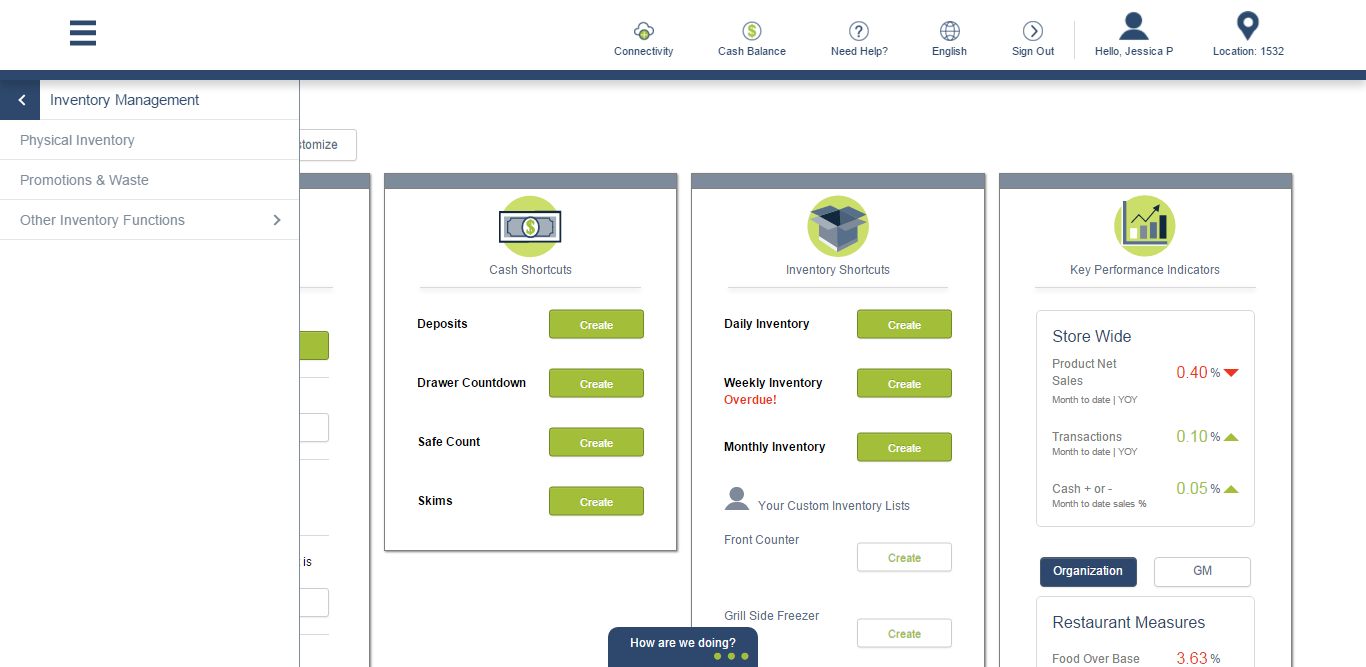 Connectivity
Cash Balance
Need Help?
English
Sign Out
Hello, Jessica P
Location: 1532
Inventory Management
Physical Inventory
Promotions & Waste
Other Inventory Functions
tomize
is
$
Cash Shortcuts
Deposits Create
Drawer Countdown Create
Safe Count Create
Skims Create
Inventory Shortcuts
Daily Inventory Create
Weekly Inventory Create
Overdue!
Monthly Inventory Create
Your Custom Inventory Lists
Front Counter
Create
Grill Side Freezer
Create
Key Performance Indicators
Store Wide
Product Net
Sales
0.40 %
Month to date | YOY
Transactions 0.10 %
Month to date | YOY
Cash + or - 0.05 %
Month to date sales %
Organization GM
Restaurant Measures
Food Over Base 3.63 %
How are we doing?